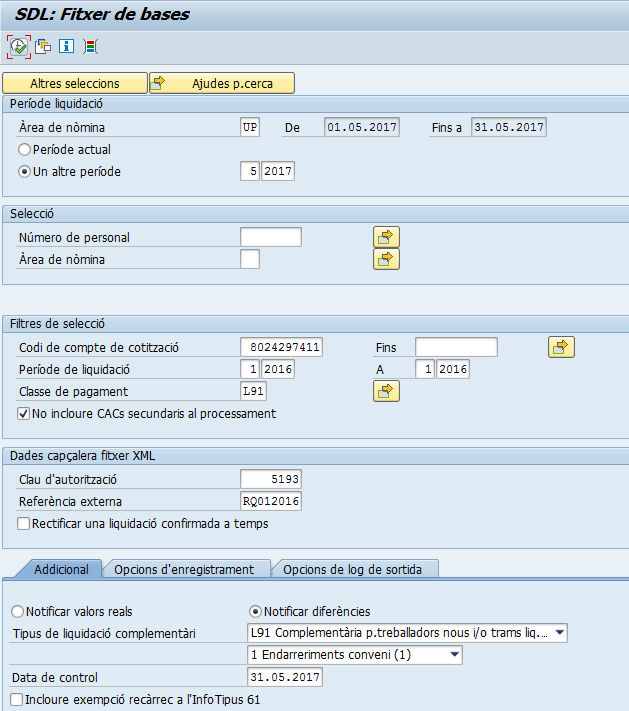 SDL: Fitxer de bases
Altres seleccions Ajudes p.cerca
Període liquidació
Àrea de nòmina UP De 01.05.2017 Fins a 31.05.2017
Període actual
Un altre període 5 2017
Selecció
Número de personal
Àrea de nòmina
Filtres de selecció
Codi de compte de cotització 8024297411 Fins
Període de liquidació 1 2016 A 1 2016
Classe de pagament L91
No incloure CACs secundaris al processament
Dades capçalera fitxer XML
Clau d'autorització 5193
Referència externa RQ012016
Rectificar una liquidació confirmada a temps
Addicional Opcions d'enregistrament Opcions de log de sortida
Notificar valors reals Notificar diferències
Tipus de liquidació complementàri L91 Complementària p.treballadors nous i/o trams liq....
1 Endarreriments conveni (1)
Data de control 31.05.2017
Incloure exempció recàrrec a l'InfoTipus 61